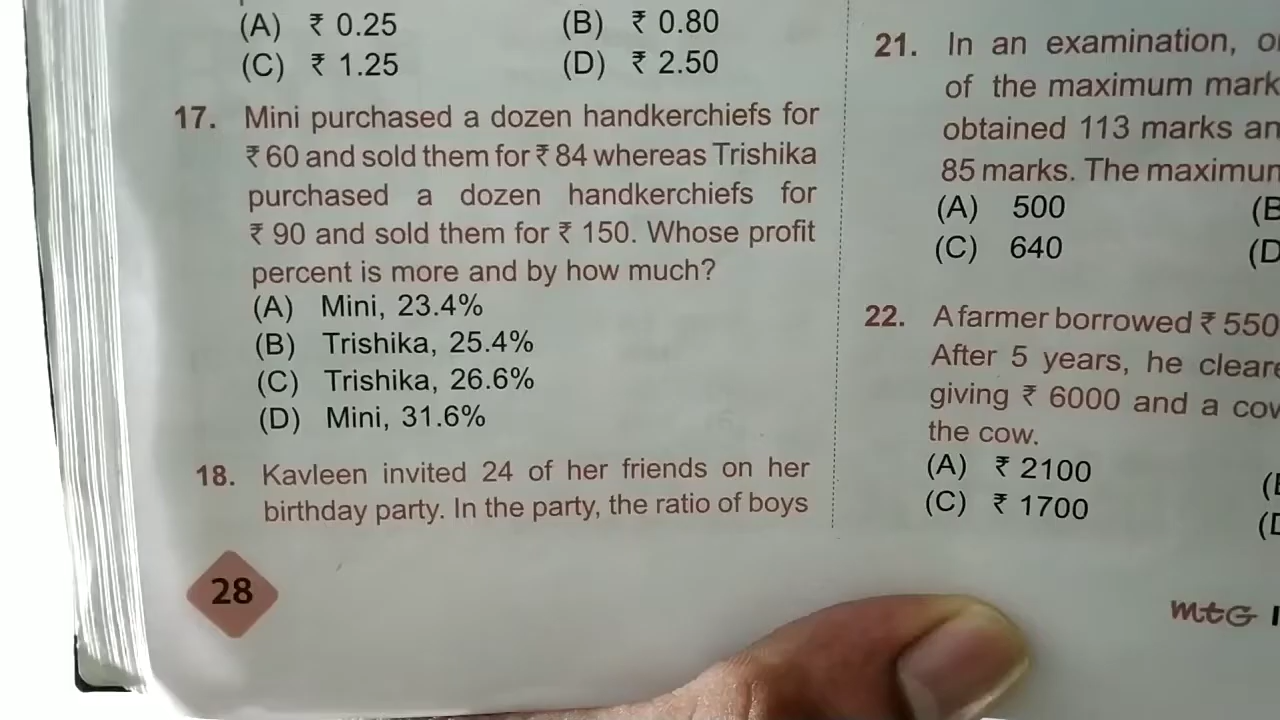 (A) ₹ 0.25 (B) ₹ 0.80
(C) ₹ 1.25 (D) ₹ 2.50
17. Mini purchased a dozen handkerchiefs for
₹ 60 and sold them for ₹ 84 whereas Trishika
purchased a dozen handkerchiefs for
₹ 90 and sold them for ₹ 150. Whose profit
percent is more and by how much?
(A) Mini, 23.4%
(B) Trishika, 25.4%
(C) Trishika, 26.6%
(D) Mini, 31.6%
18. Kavleen invited 24 of her friends on her
birthday party. In the party, the ratio of boys
28
21. In an examination,
of the maximum
obtained 113 marks
85 marks. The
(A) 500
(C) 640
22. A farmer borrowed ₹ 550
After 5 years, he
giving ₹ 6000 and a
the cow.
(A) ₹ 2100
(C) ₹ 1700
mtG